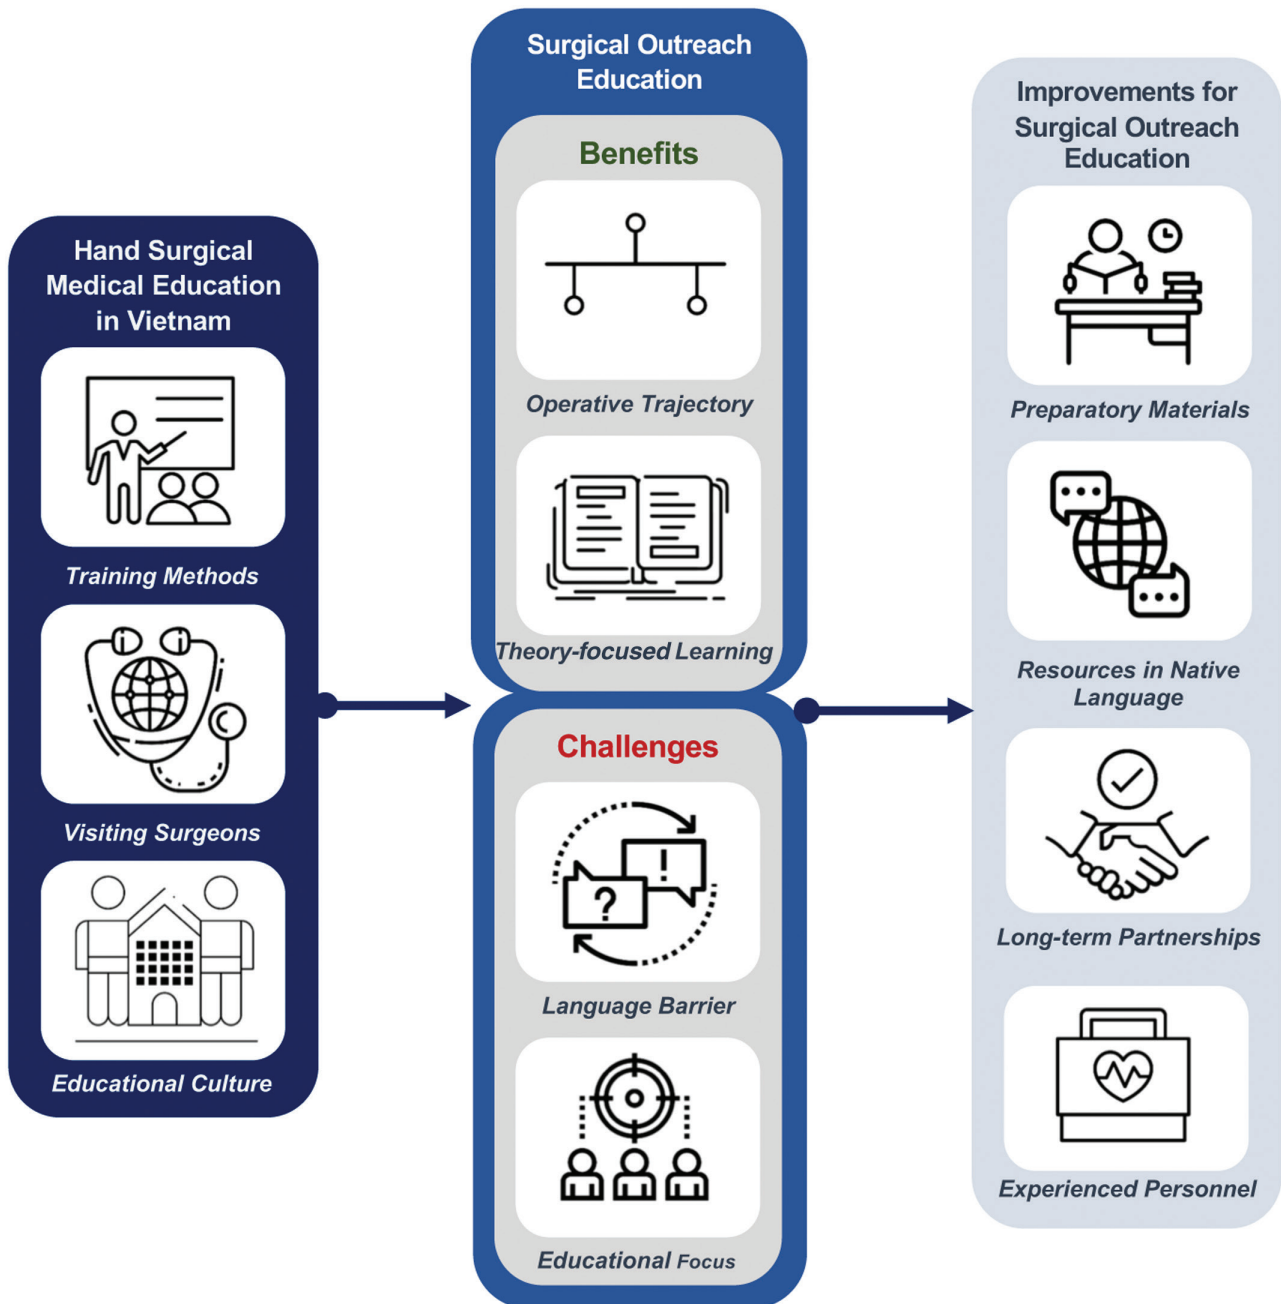 Hand Surgical
Medical Education
in Vietnam
Training Methods
Visiting Surgeons
Educational Culture
Surgical Outreach
Education
Benefits
Operative Trajectory
Theory-focused Learning
Challenges
?
!
Language Barrier
Educational Focus
Improvements for
Surgical Outreach
Education
Preparatory Materials
Resources in Native
Language
Long-term Partnerships
Experienced Personnel